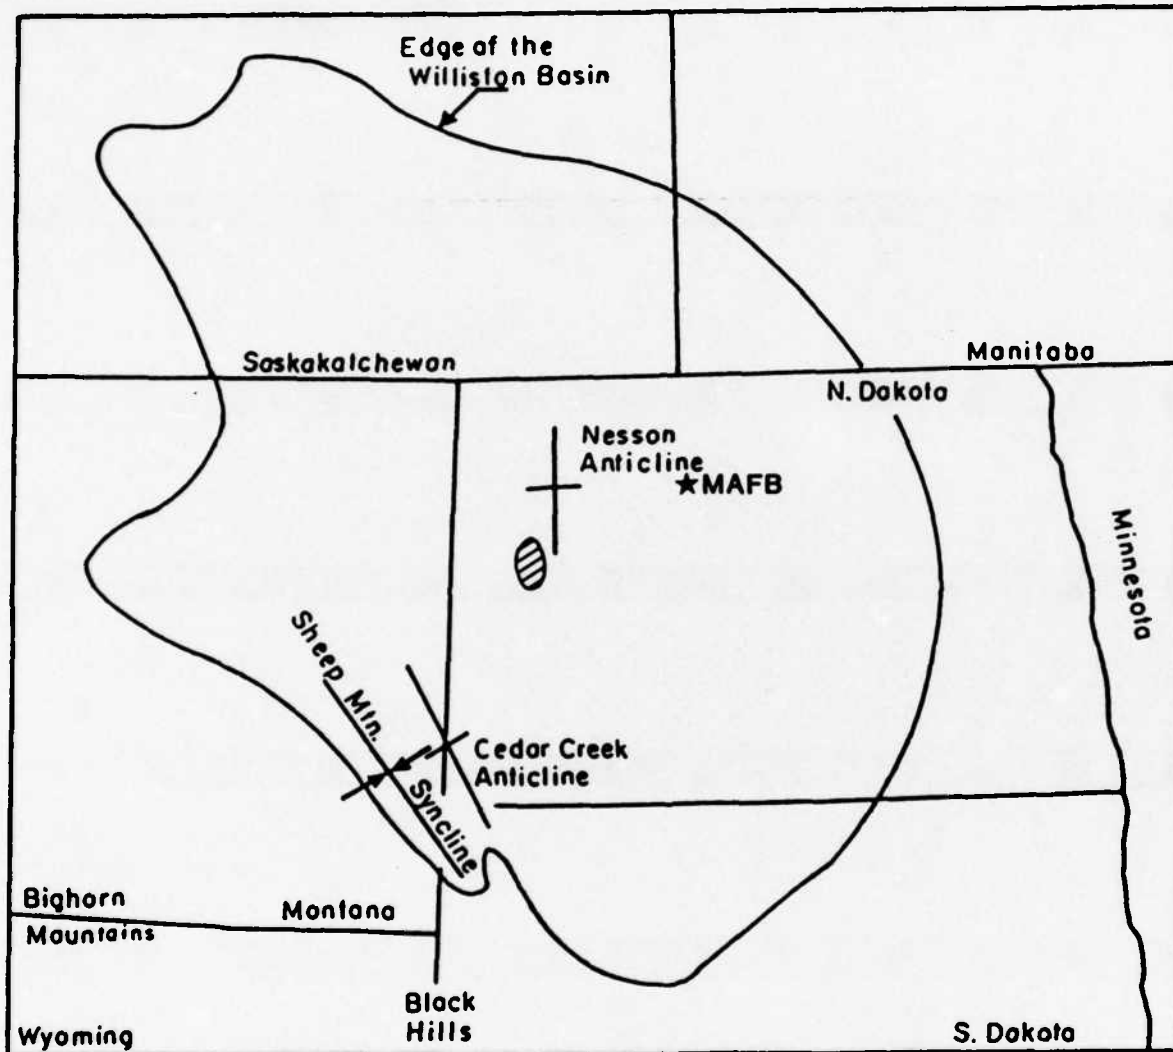 Edge of the
Williston Basin
Saskakatchewan
Manitaba
N. Dakota
Nesson
Anticline
★MAFB
Minnesota
Sheep Mtn.
Syncline
Cedar Creek
Anticline
Bighorn
Mountains
Montana
Black
Hills
Wyoming
S. Dakota